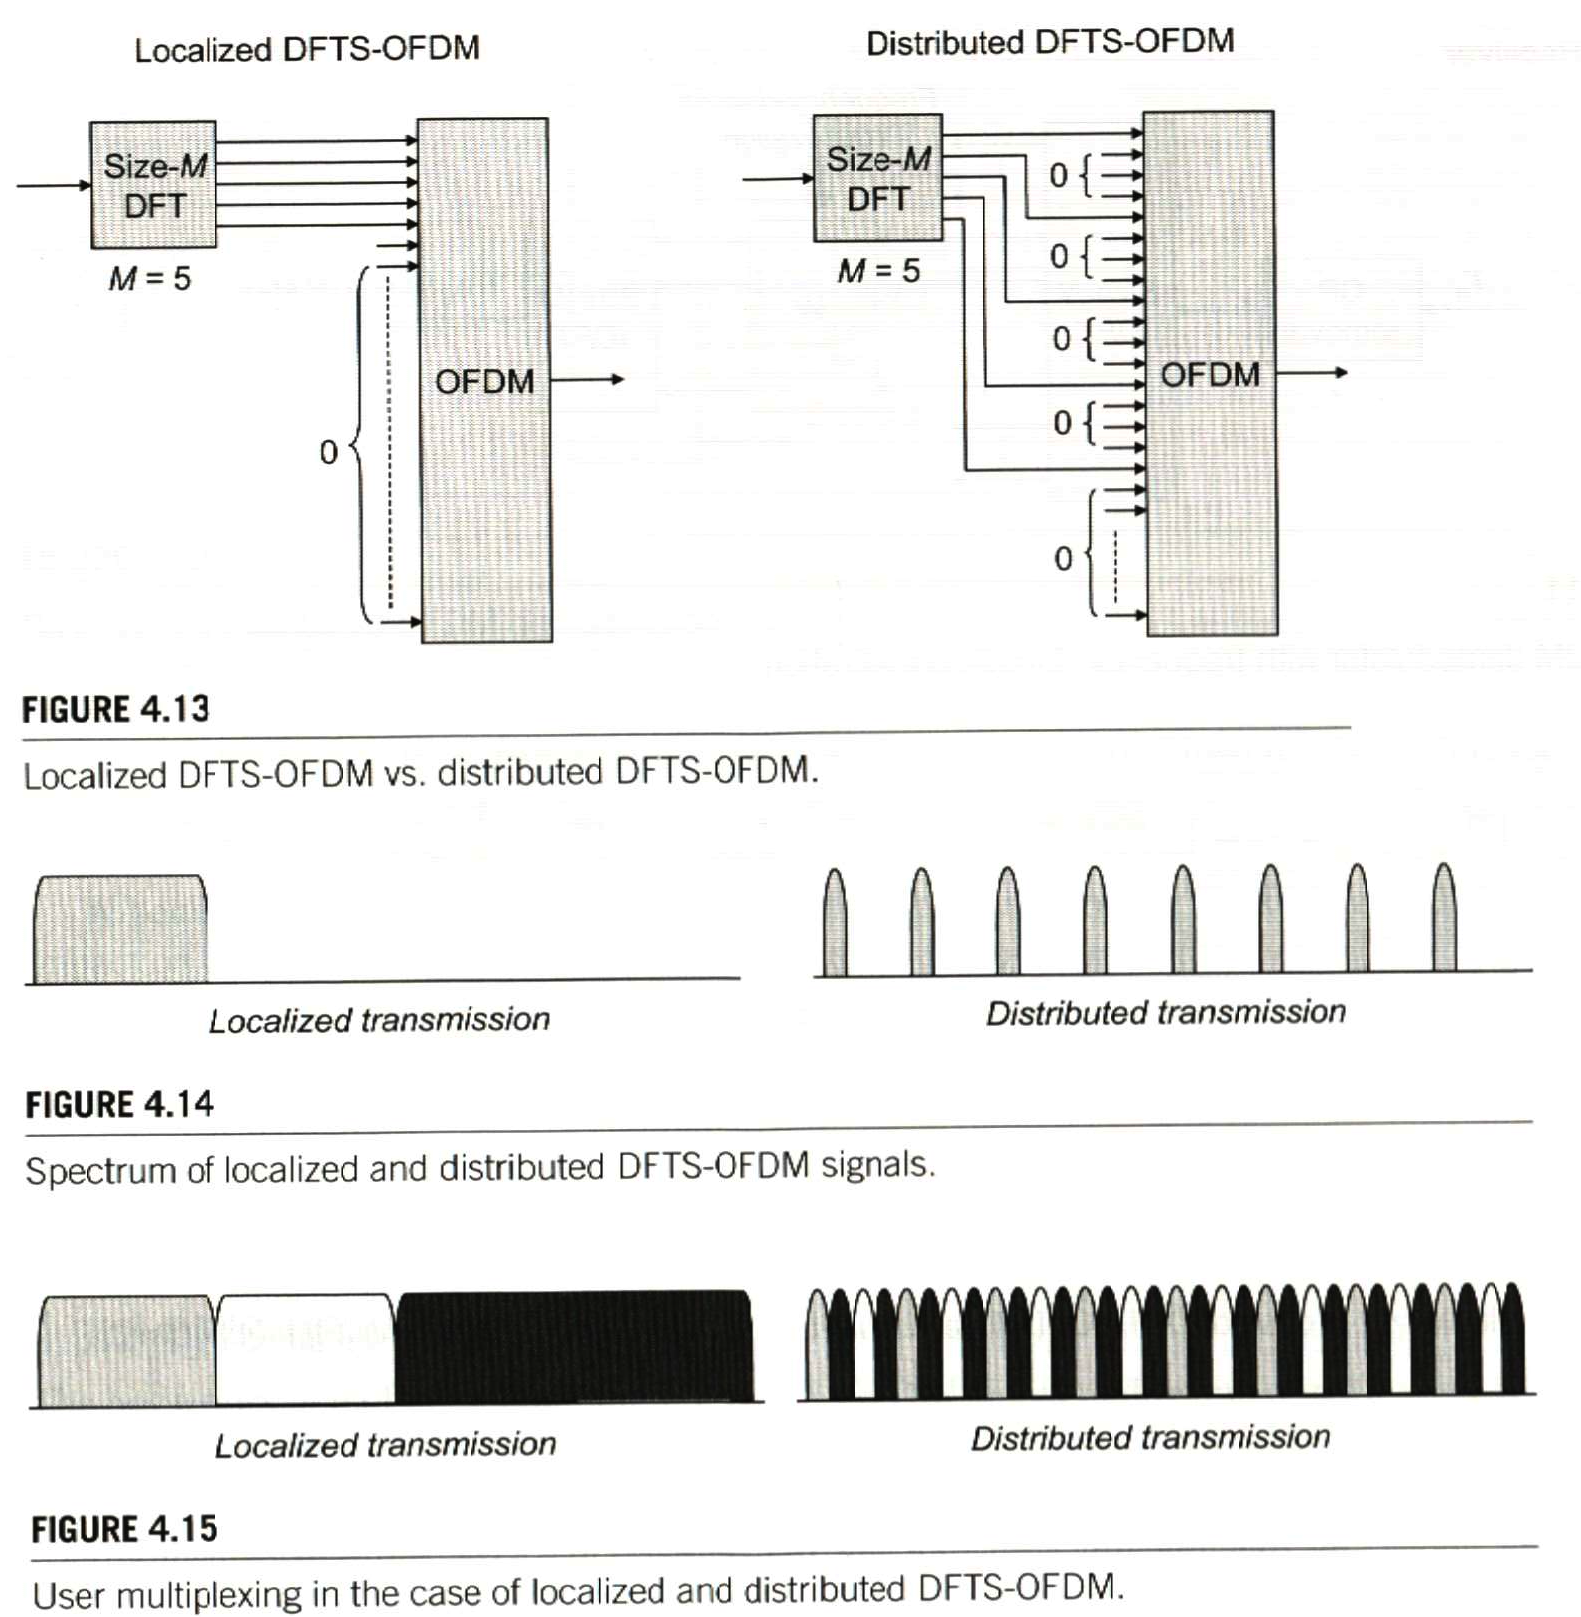 Localized DFTS-OFDM
Size-M
DFT
M = 5
0
OFDM
Distributed DFTS-OFDM
Size-M
DFT
M = 5
0
0
0
0
0
OFDM
FIGURE 4.13
Localized DFTS-OFDM vs. distributed DFTS-OFDM.
Localized transmission
Distributed transmission
FIGURE 4.14
Spectrum of localized and distributed DFTS-OFDM signals.
Localized transmission
Distributed transmission
FIGURE 4.15
User multiplexing in the case of localized and distributed DFTS-OFDM.